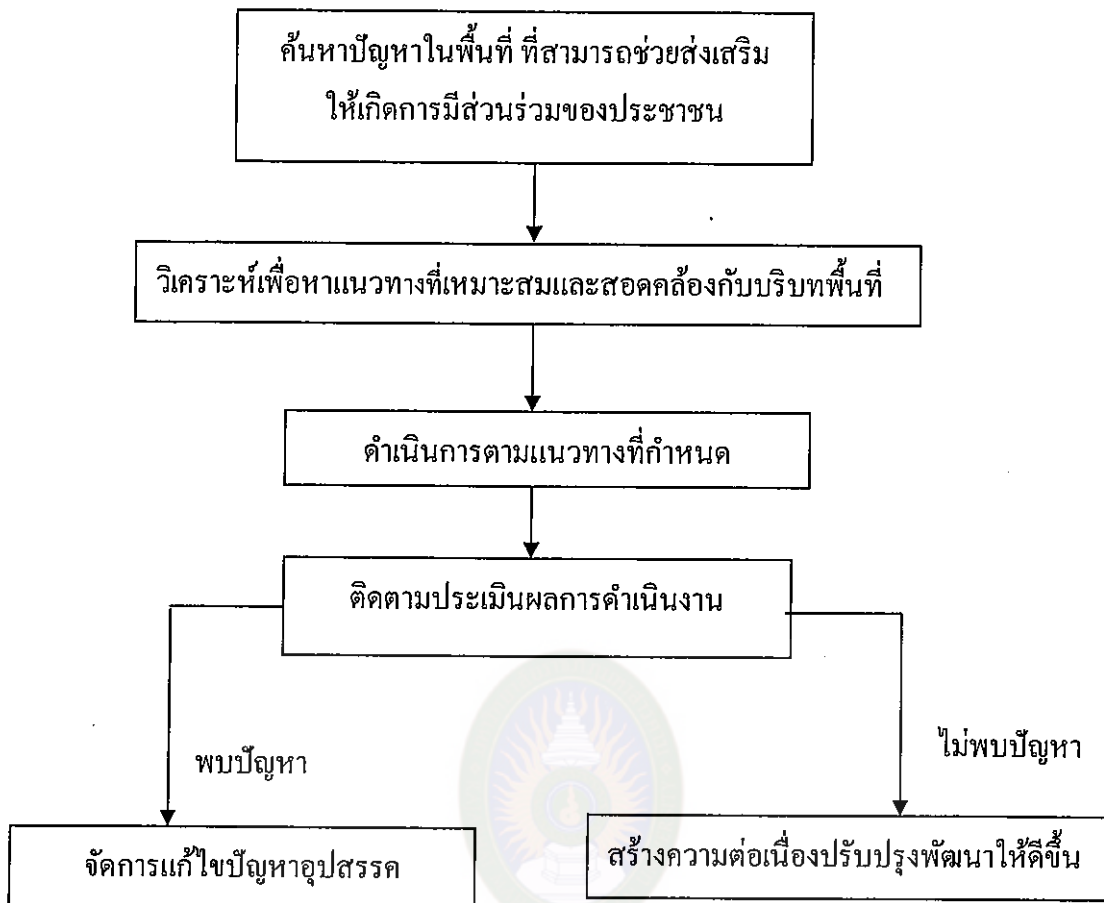 ค้นหาปัญหาในพื้นที่ ที่สามารถช่วยส่งเสริม
ให้เกิดการมีส่วนร่วมของประชาชน
วิเคราะห์เพื่อหาแนวทางที่เหมาะสมและสอดคล้องกับบริบทพื้นที่
ดำเนินการตามแนวทางที่กำหนด
ติดตามประเมินผลการดำเนินงาน
พบปัญหา
ไม่พบปัญหา
จัดการแก้ไขปัญหาอุปสรรค
สร้างความต่อเนื่องปรับปรุงพัฒนาให้ดีขึ้น